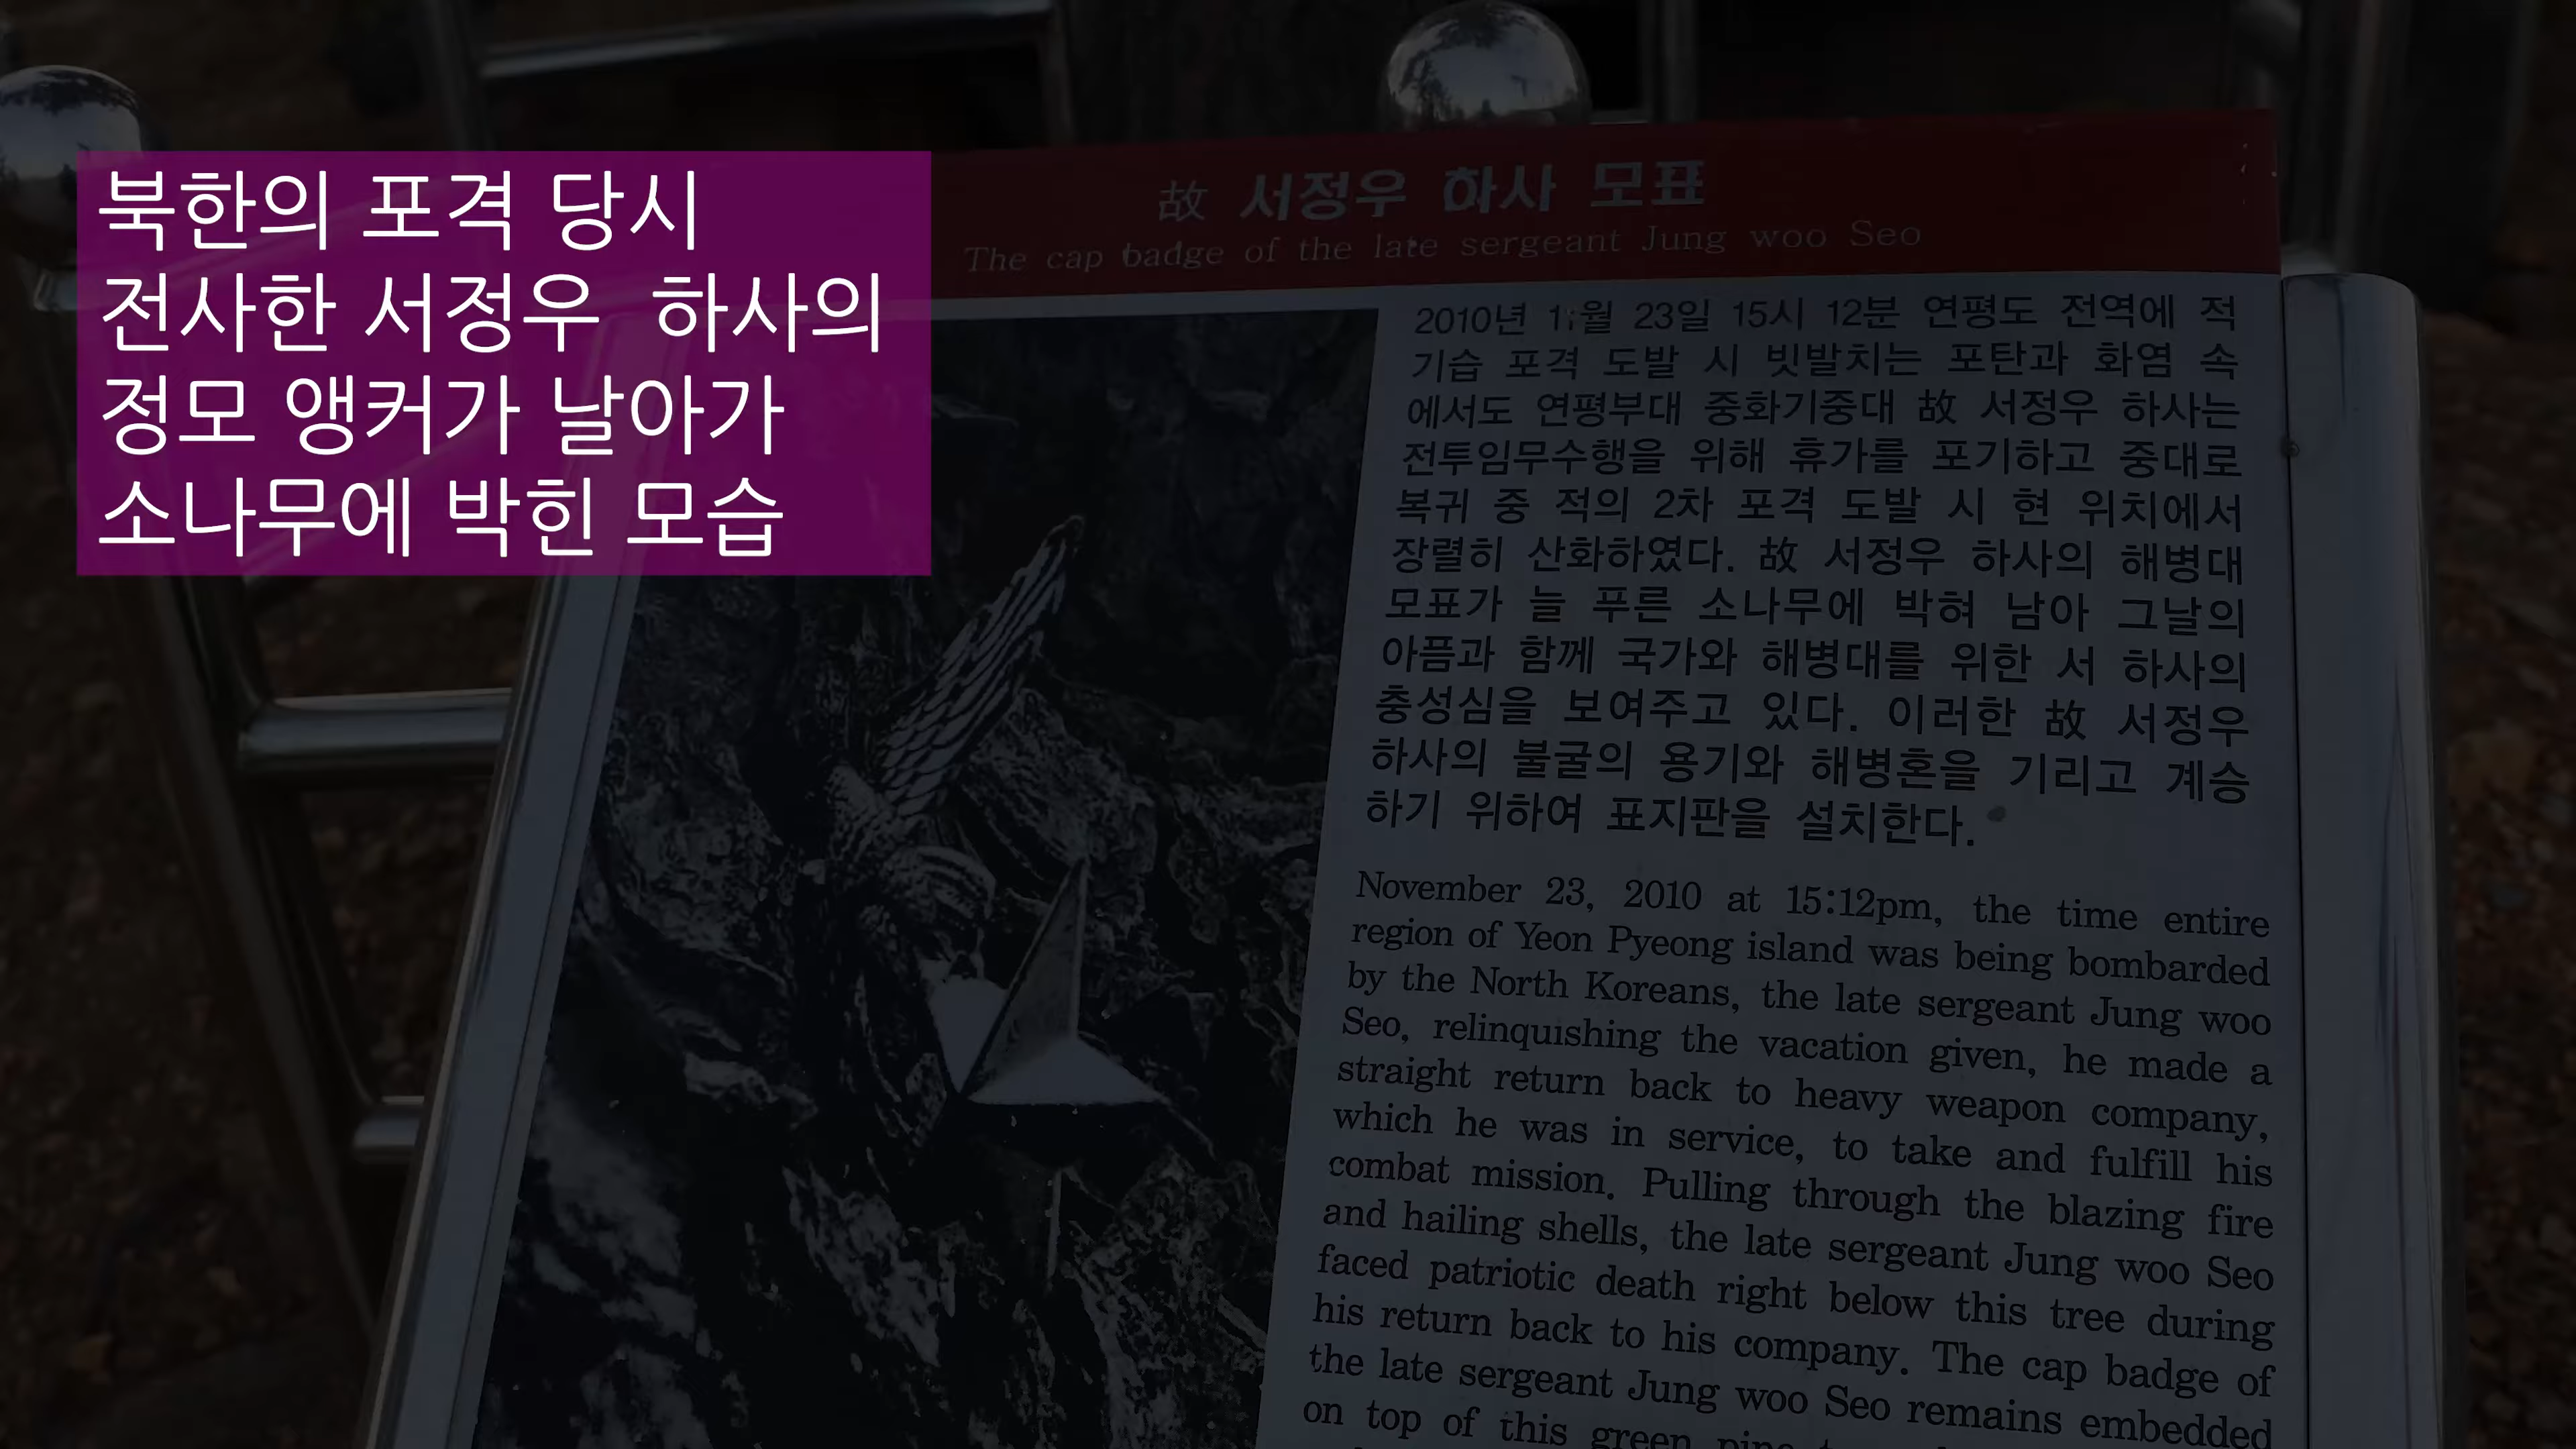 북한의 포격 당시
전사한 서정우 하사의
정모 앵커가 날아가
소나무에 박힌 모습
故 서정우 하사 모표
The cap badge of the late sergeant Jung woo Seo
2010년 11월 23일 15시 12분 연평도 전역에 적
기습 포격 도발 시 빗발치는 포탄과 화염 속
에서도 연평부대 중화기중대 故 서정우 하사는
전투임무수행을 위해 휴가를 포기하고 중대로
복귀 중 적의 2차 포격 도발 시 현 위치에서
장렬히 산화하였다. 故 서정우 하사의 해병대
모표가 늘 푸른 소나무에 박혀 남아 그날의
아픔과 함께 국가와 해병대를 위한 서 하사의
충성심을 보여주고 있다. 이러한 故 서정우
하사의 불굴의 용기와 해병혼을 기리고 계승
하기 위하여 표지판을 설치한다.
November 23, 2010 at 15:12pm, the time entire
region of Yeon Pyeong island was being bombarded
by the North Koreans, the late sergeant Jung woo
Seo, relinquishing the vacation given, he made a
straight return back to heavy weapon company,
which he was in service, to take and fulfill his
combat mission. Pulling through the blazing fire
and hailing shells, the late sergeant Jung woo Seo
faced patriotic death right below this tree during
his return back to his company. The cap badge of
the late sergeant Jung woo Seo remains embedded
on top of this green